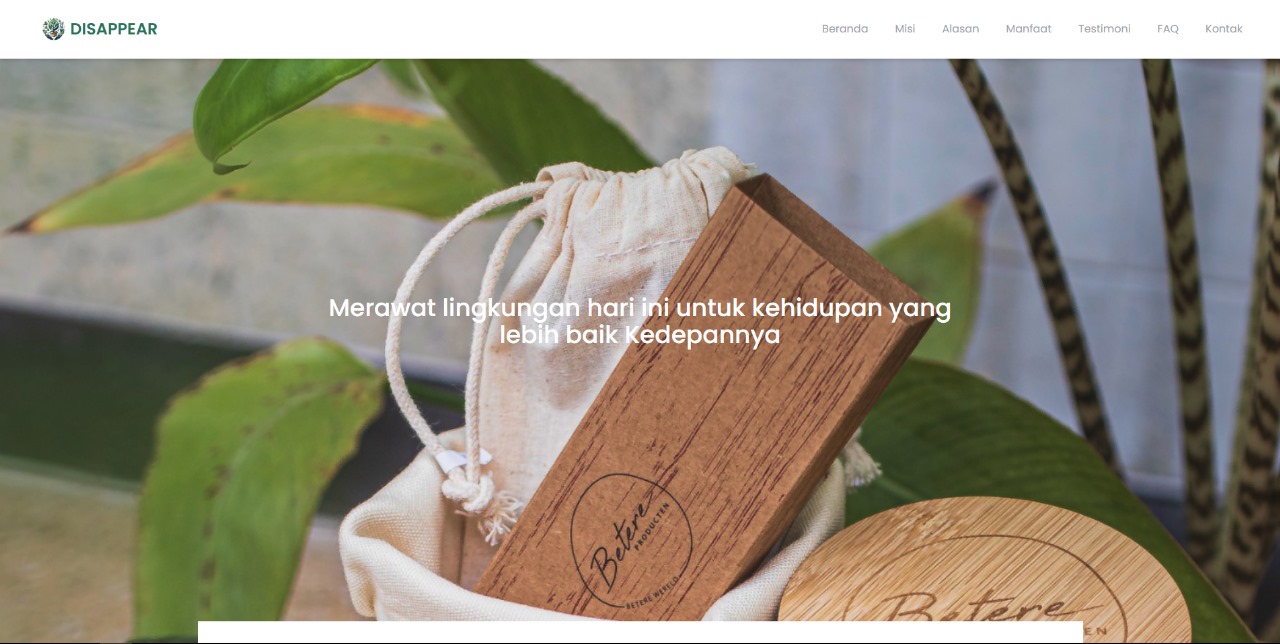 DISAPPEAR
Beranda Misi Alasan Manfaat Testimoni FAQ Kontak
Merawat lingkungan hari ini untuk kehidupan yang
lebih baik Kedepannya
Betere
PRODUCTEN
BETERE WERELD
Betere